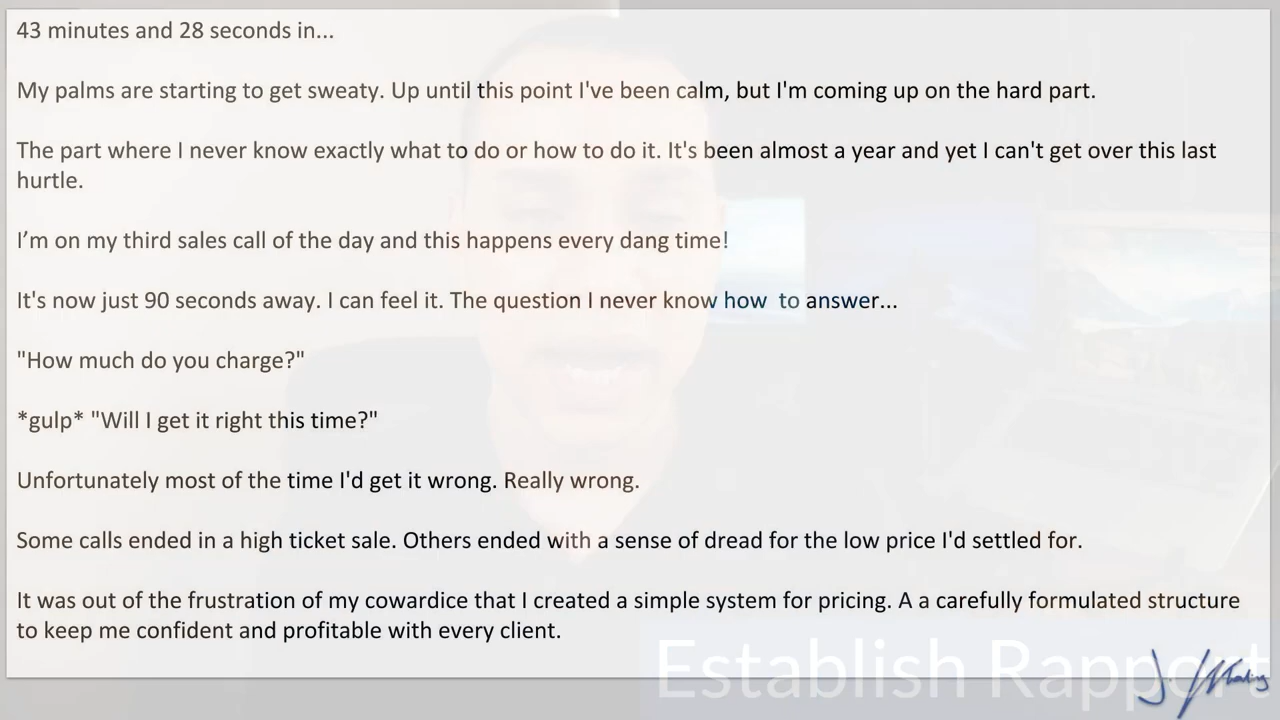 43 minutes and 28 seconds in...
My palms are starting to get sweaty. Up until this point I've been calm, but I'm coming up on the hard part.
The part where I never know exactly what to do or how to do it. It's been almost a year and yet I can't get over this last
hurtle.
I’m on my third sales call of the day and this happens every dang time!
It's now just 90 seconds away. I can feel it. The question I never know how  to answer...
"How much do you charge?"
*gulp* "Will I get it right this time?"
Unfortunately most of the time I'd get it wrong. Really wrong.
Some calls ended in a high ticket sale. Others ended with a sense of dread for the low price I'd settled for.
It was out of the frustration of my cowardice that I created a simple system for pricing. A a carefully formulated structure
to keep me confident and profitable with every client.
Establish Rapport